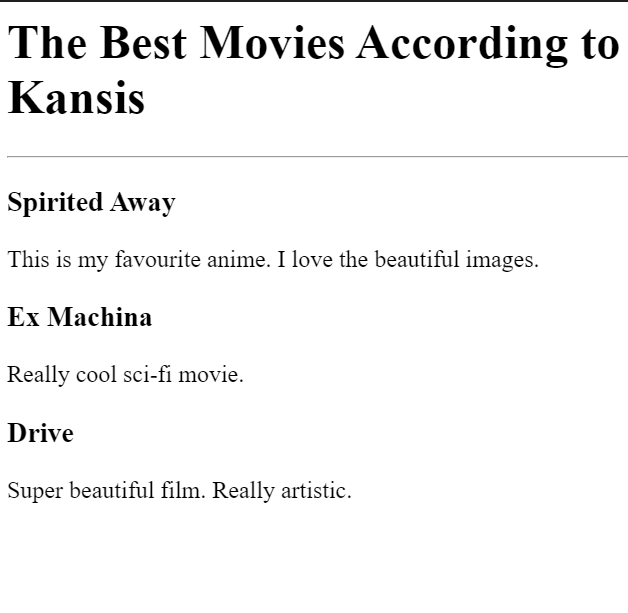 The Best Movies According to
Kansis
Spirited Away
This is my favourite anime. I love the beautiful images.
Ex Machina
Really cool sci-fi movie.
Drive
Super beautiful film. Really artistic.